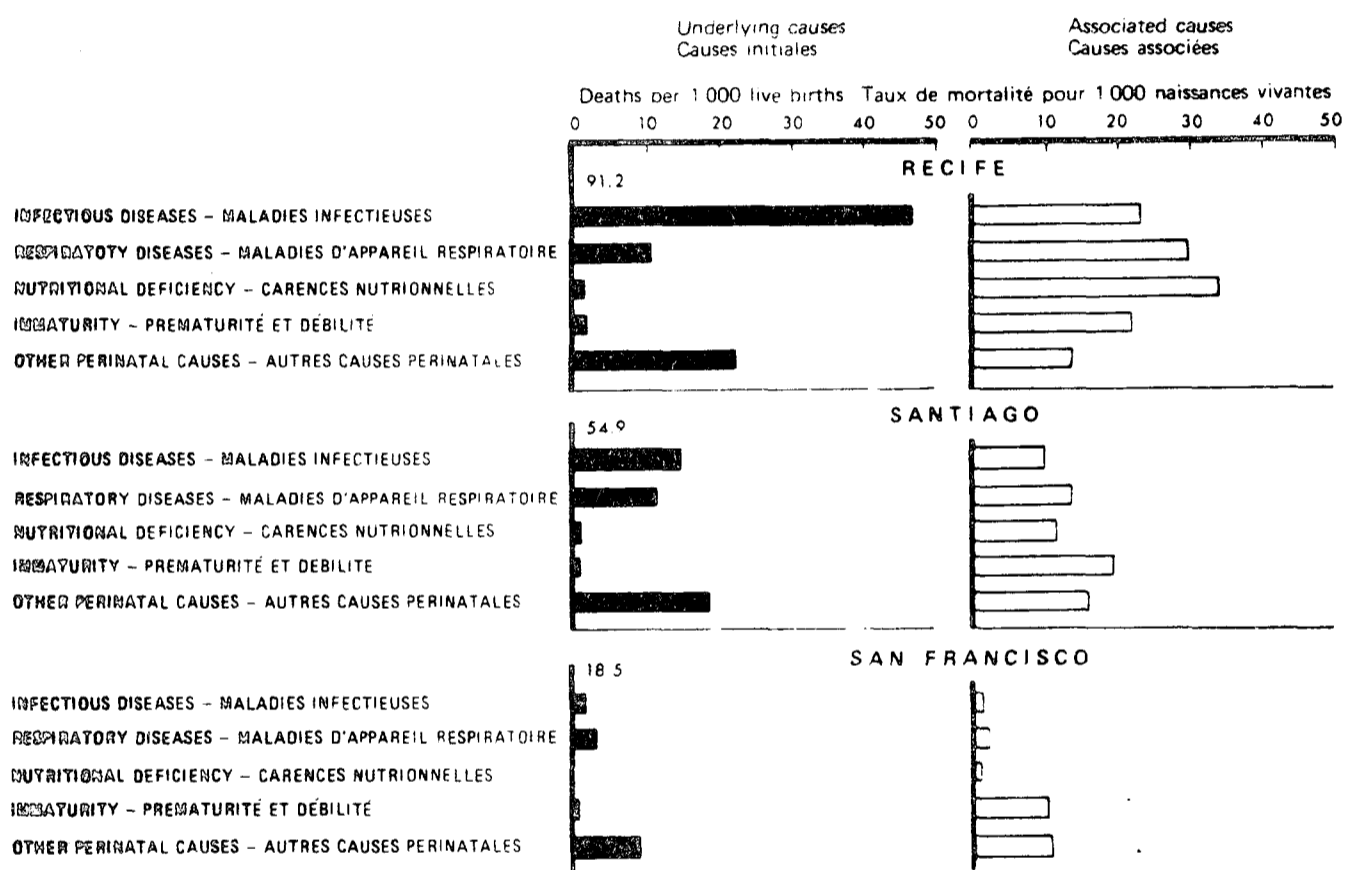 Underlying causes
Causes initiales
Associated causes
Causes associées
Deaths per 1 000 live births Taux de mortalité pour 1 000 naissances vivantes
0 10 20 30 40 50 0 10 20 30 40 50
RECIFE
91.2
INFECTIOUS DISEASES – MALADIES INFECTIEUSES
RESPIRATOTY DISEASES – MALADIES D'APPAREIL RESPIRATOIRE
NUTRITIONAL DEFICIENCY – CARENCES NUTRIONNELLES
IMMATURITY – PREMATURITÉ ET DÉBILITÉ
OTHER PERINATAL CAUSES – AUTRES CAUSES PERINATALES
SANTIAGO
54.9
INFECTIOUS DISEASES – MALADIES INFECTIEUSES
RESPIRATORY DISEASES – MALADIES D'APPAREIL RESPIRATOIRE
NUTRITIONAL DEFICIENCY – CARENCES NUTRIONNELLES
IMMATURITY – PREMATURITÉ ET DEBILITE
OTHER PERINATAL CAUSES – AUTRES CAUSES PERINATALES
SAN FRANCISCO
18 5
INFECTIOUS DISEASES – MALADIES INFECTIEUSES
RESPIRATORY DISEASES – MALADIES D'APPAREIL RESPIRATOIRE
NUTRITIONAL DEFICIENCY – CARENCES NUTRIONNELLES
IMMATURITY – PREMATURITÉ ET DÉBILITÉ
OTHER PERINATAL CAUSES – AUTRES CAUSES PERINATALES